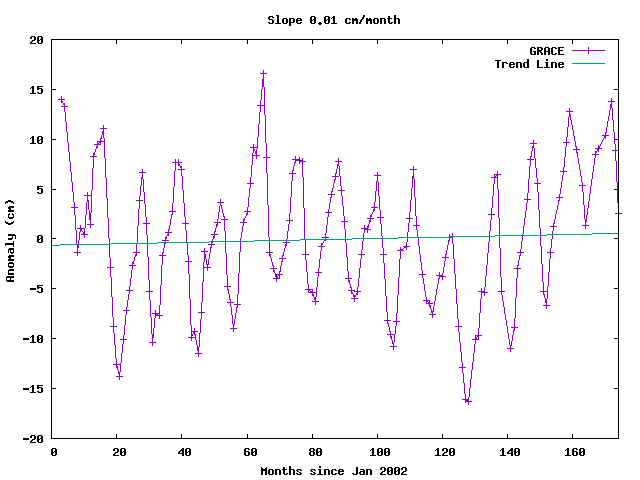 Slope 0.01 cm/month
GRACE
Trend Line
20
15
10
5
0
-5
-10
-15
-20
Anomaly (cm)
0 20 40 60 80 100 120 140 160
Months since Jan 2002